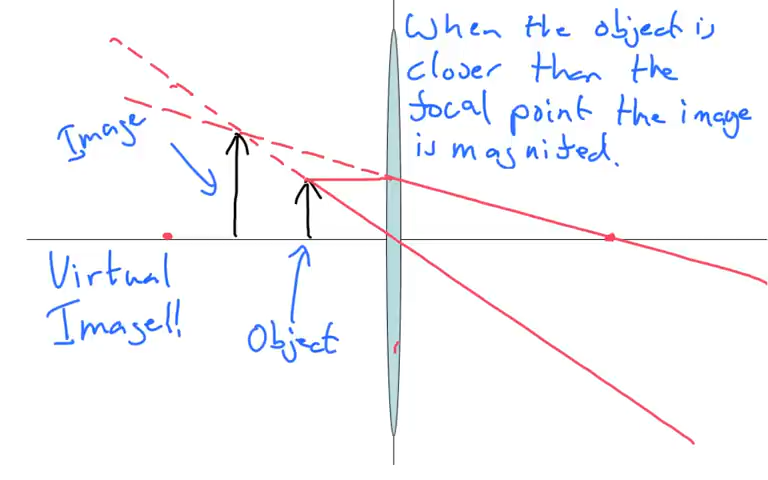 When the object is
closer than the
focal point the image
is magnited.
Image
Virtual
Image!!
Object